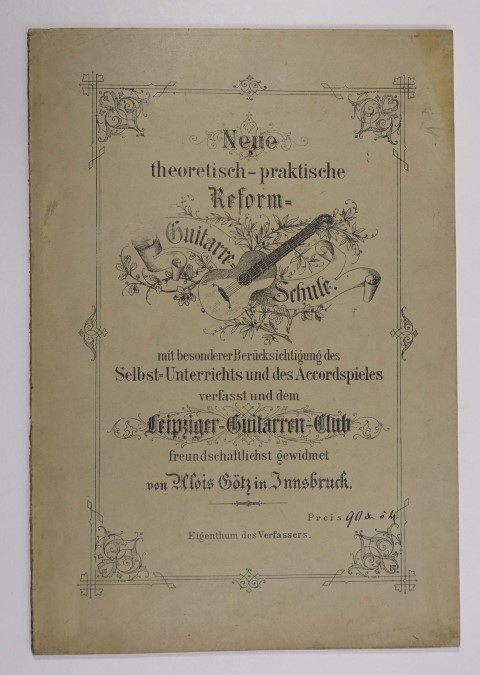 Neue
theoretisch-praktische
Reform=
Guitarre=
Schule.
mit besonderer Berücksichtigung des
Selbst=Unterrichts und des Accordspieles
verfasst und dem
Leipziger-Guitarren-Club
freundschaftlichst gewidmet
von Alois Götz in Innsbruck.
Preis 90
Eigenthum des Verfassers.